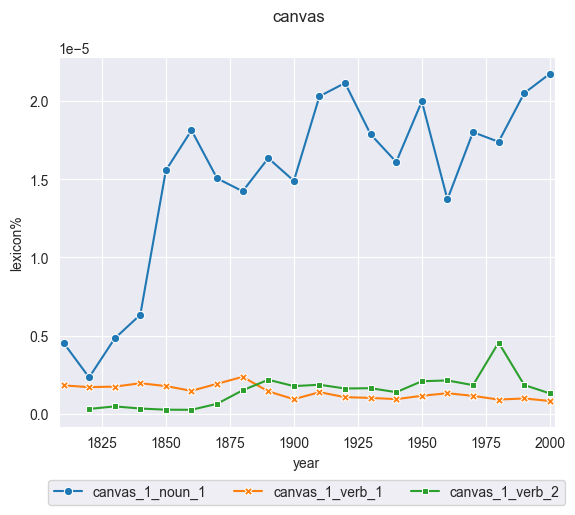 canvas
1e−5
2.0
1.5
1.0
0.5
0.0
lexicon%
1825 1850 1875 1900 1925 1950 1975 2000
year
canvas_1_noun_1 canvas_1_verb_1 canvas_1_verb_2